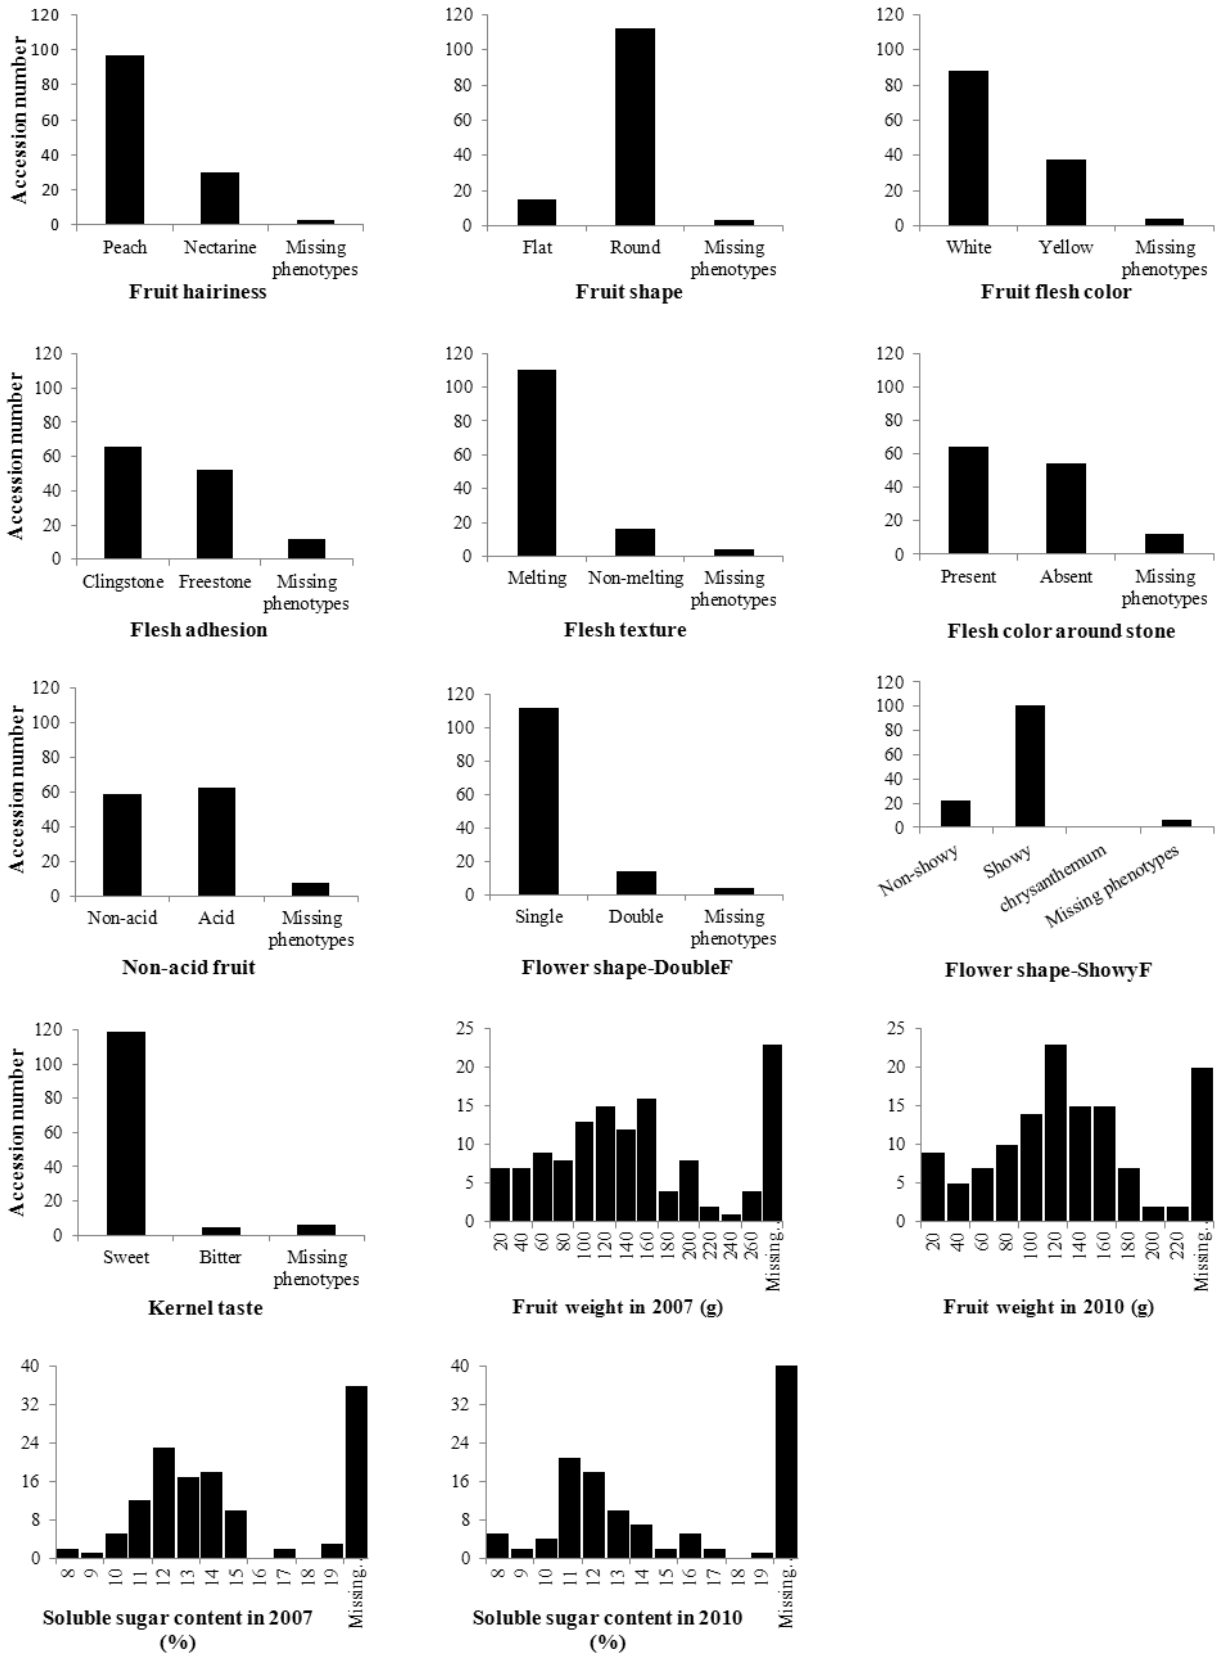 120
100
80
60
40
20
0
Accession number
Peach
Nectarine
Missing
phenotypes
Fruit hairiness
120
100
80
60
40
20
0
Flat
Round
Missing
phenotypes
Fruit shape
120
100
80
60
40
20
0
White
Yellow
Missing
phenotypes
Fruit flesh color
120
100
80
60
40
20
0
Accession number
Clingstone
Freestone
Missing
phenotypes
Flesh adhesion
120
100
80
60
40
20
0
Melting
Non-melting
Missing
phenotypes
Flesh texture
120
100
80
60
40
20
0
Present
Absent
Missing
phenotypes
Flesh color around stone
120
100
80
60
40
20
0
Accession number
Non-acid
Acid
Missing
phenotypes
Non-acid fruit
120
100
80
60
40
20
0
Single
Double
Missing
phenotypes
Flower shape-DoubleF
120
100
80
60
40
20
0
Non-showy
Showy
chrysanthemum
Missing phenotypes
Flower shape-ShowyF
120
100
80
60
40
20
0
Accession number
Sweet
Bitter
Missing
phenotypes
Kernel taste
25
20
15
10
5
0
20
40
60
80
100
120
140
160
180
200
220
240
260
Missing..
Fruit weight in 2007 (g)
25
20
15
10
5
0
20
40
60
80
100
120
140
160
180
200
220
Missing..
Fruit weight in 2010 (g)
40
32
24
16
8
0
8
9
10
11
12
13
14
15
16
17
18
19
Missing..
Soluble sugar content in 2007
(%)
40
32
24
16
8
0
8
9
10
11
12
13
14
15
16
17
18
19
Missing..
Soluble sugar content in 2010
(%)